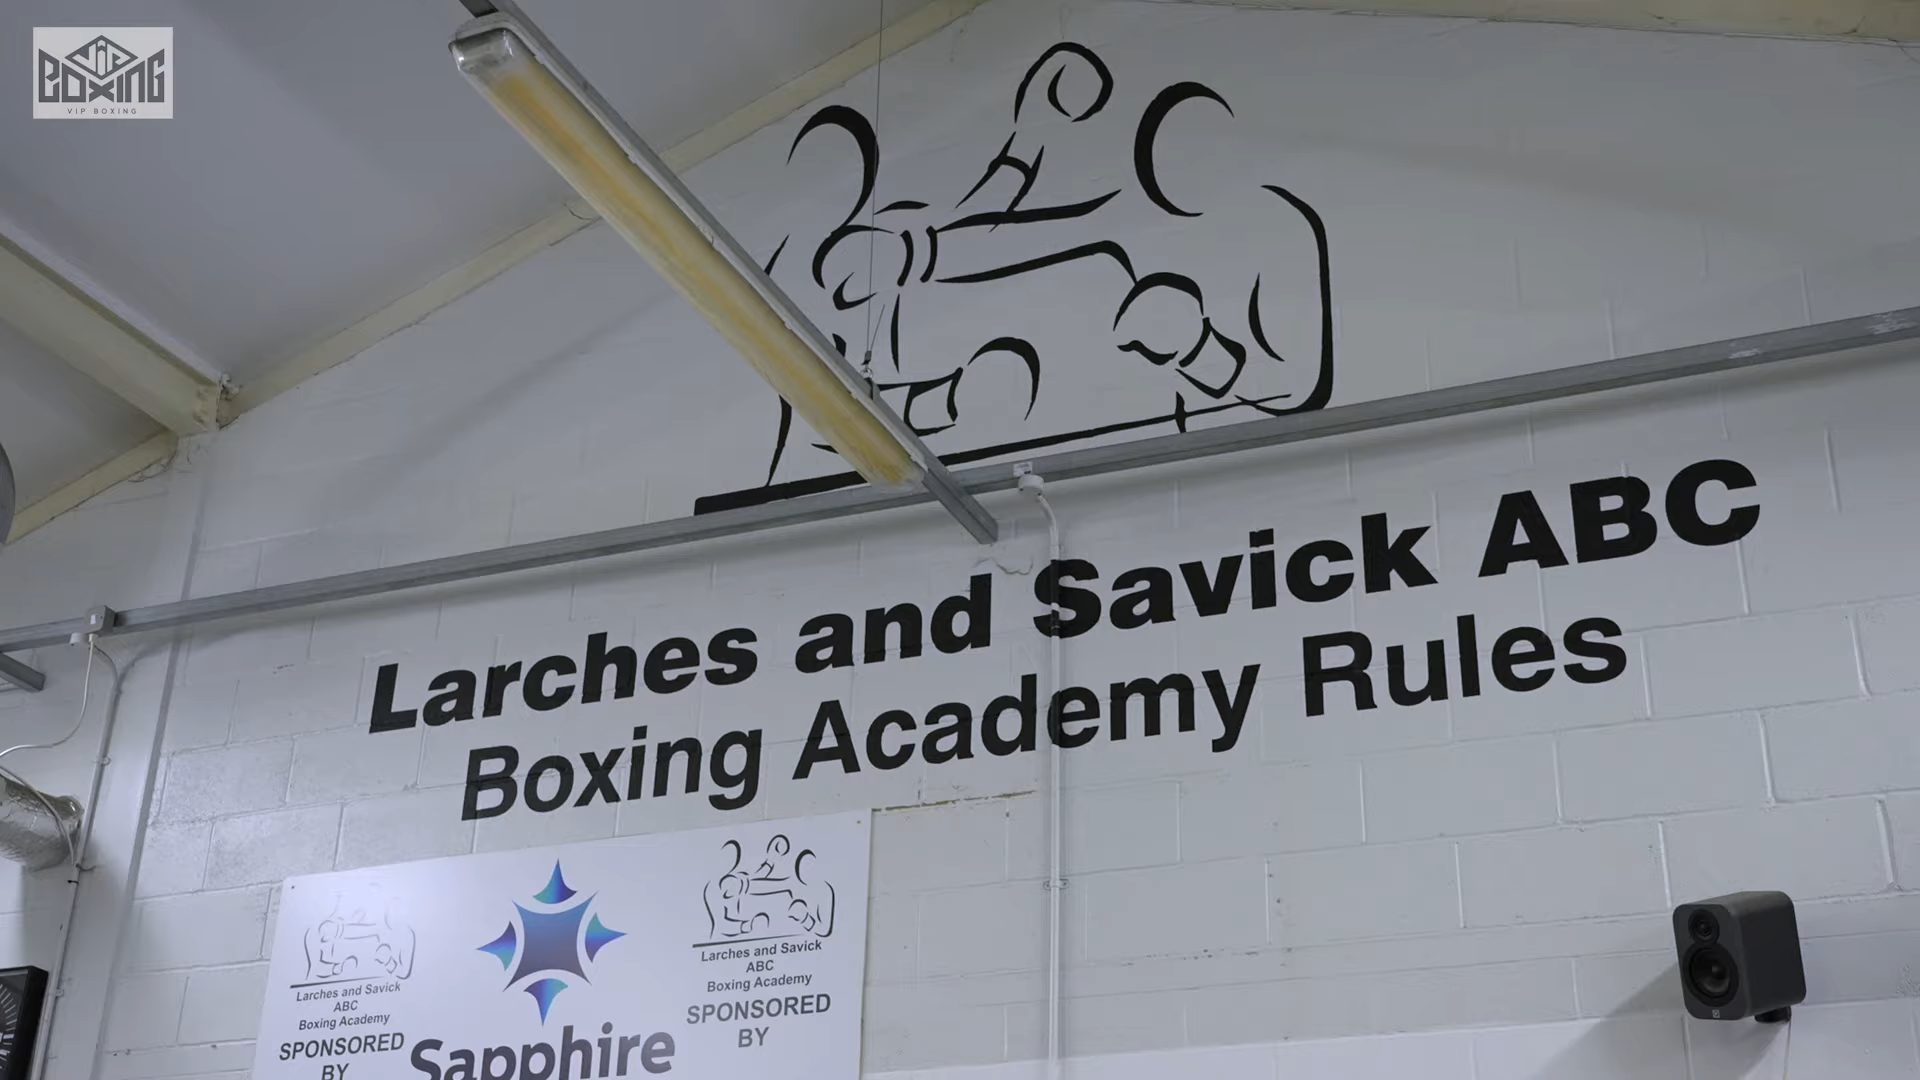 VIP
BOXING
VIP BOXING
Larches and Savick ABC
Boxing Academy Rules
Larches and Savick
ABC
Boxing Academy
SPONSORED
BY
Sapphire
Larches and Savick
ABC
Boxing Academy
SPONSORED
BY